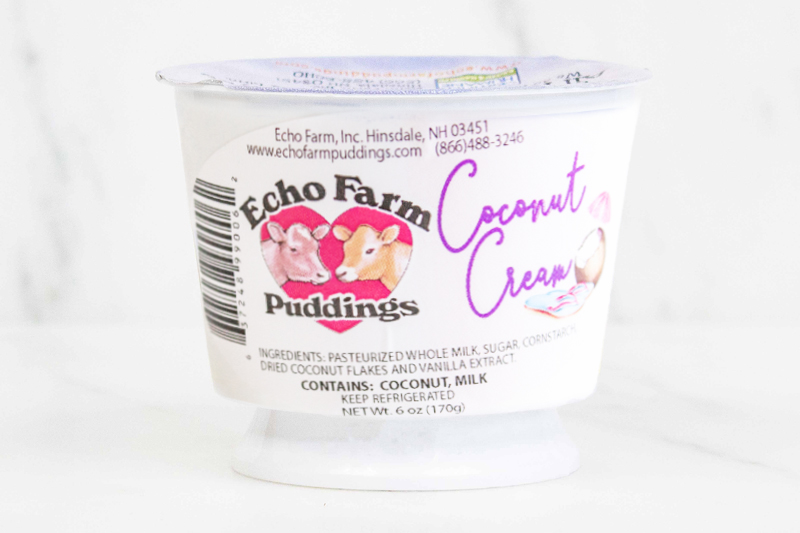 Echo Farm, Inc. Hinsdale, NH 03451
www.echofarmpuddings.com (866)488-3246
Echo Farm
Puddings
Coconut
Cream
INGREDIENTS: PASTEURIZED WHOLE MILK, SUGAR, CORNSTARCH,
DRIED COCONUT FLAKES AND VANILLA EXTRACT.
CONTAINS: COCONUT, MILK
KEEP REFRIGERATED
NET Wt. 6 oz (170g)